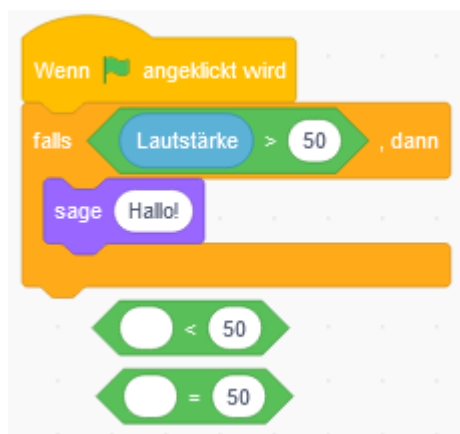 Wenn angeklickt wird
falls Lautstärke > 50 , dann
sage Hallo!
< 50
= 50